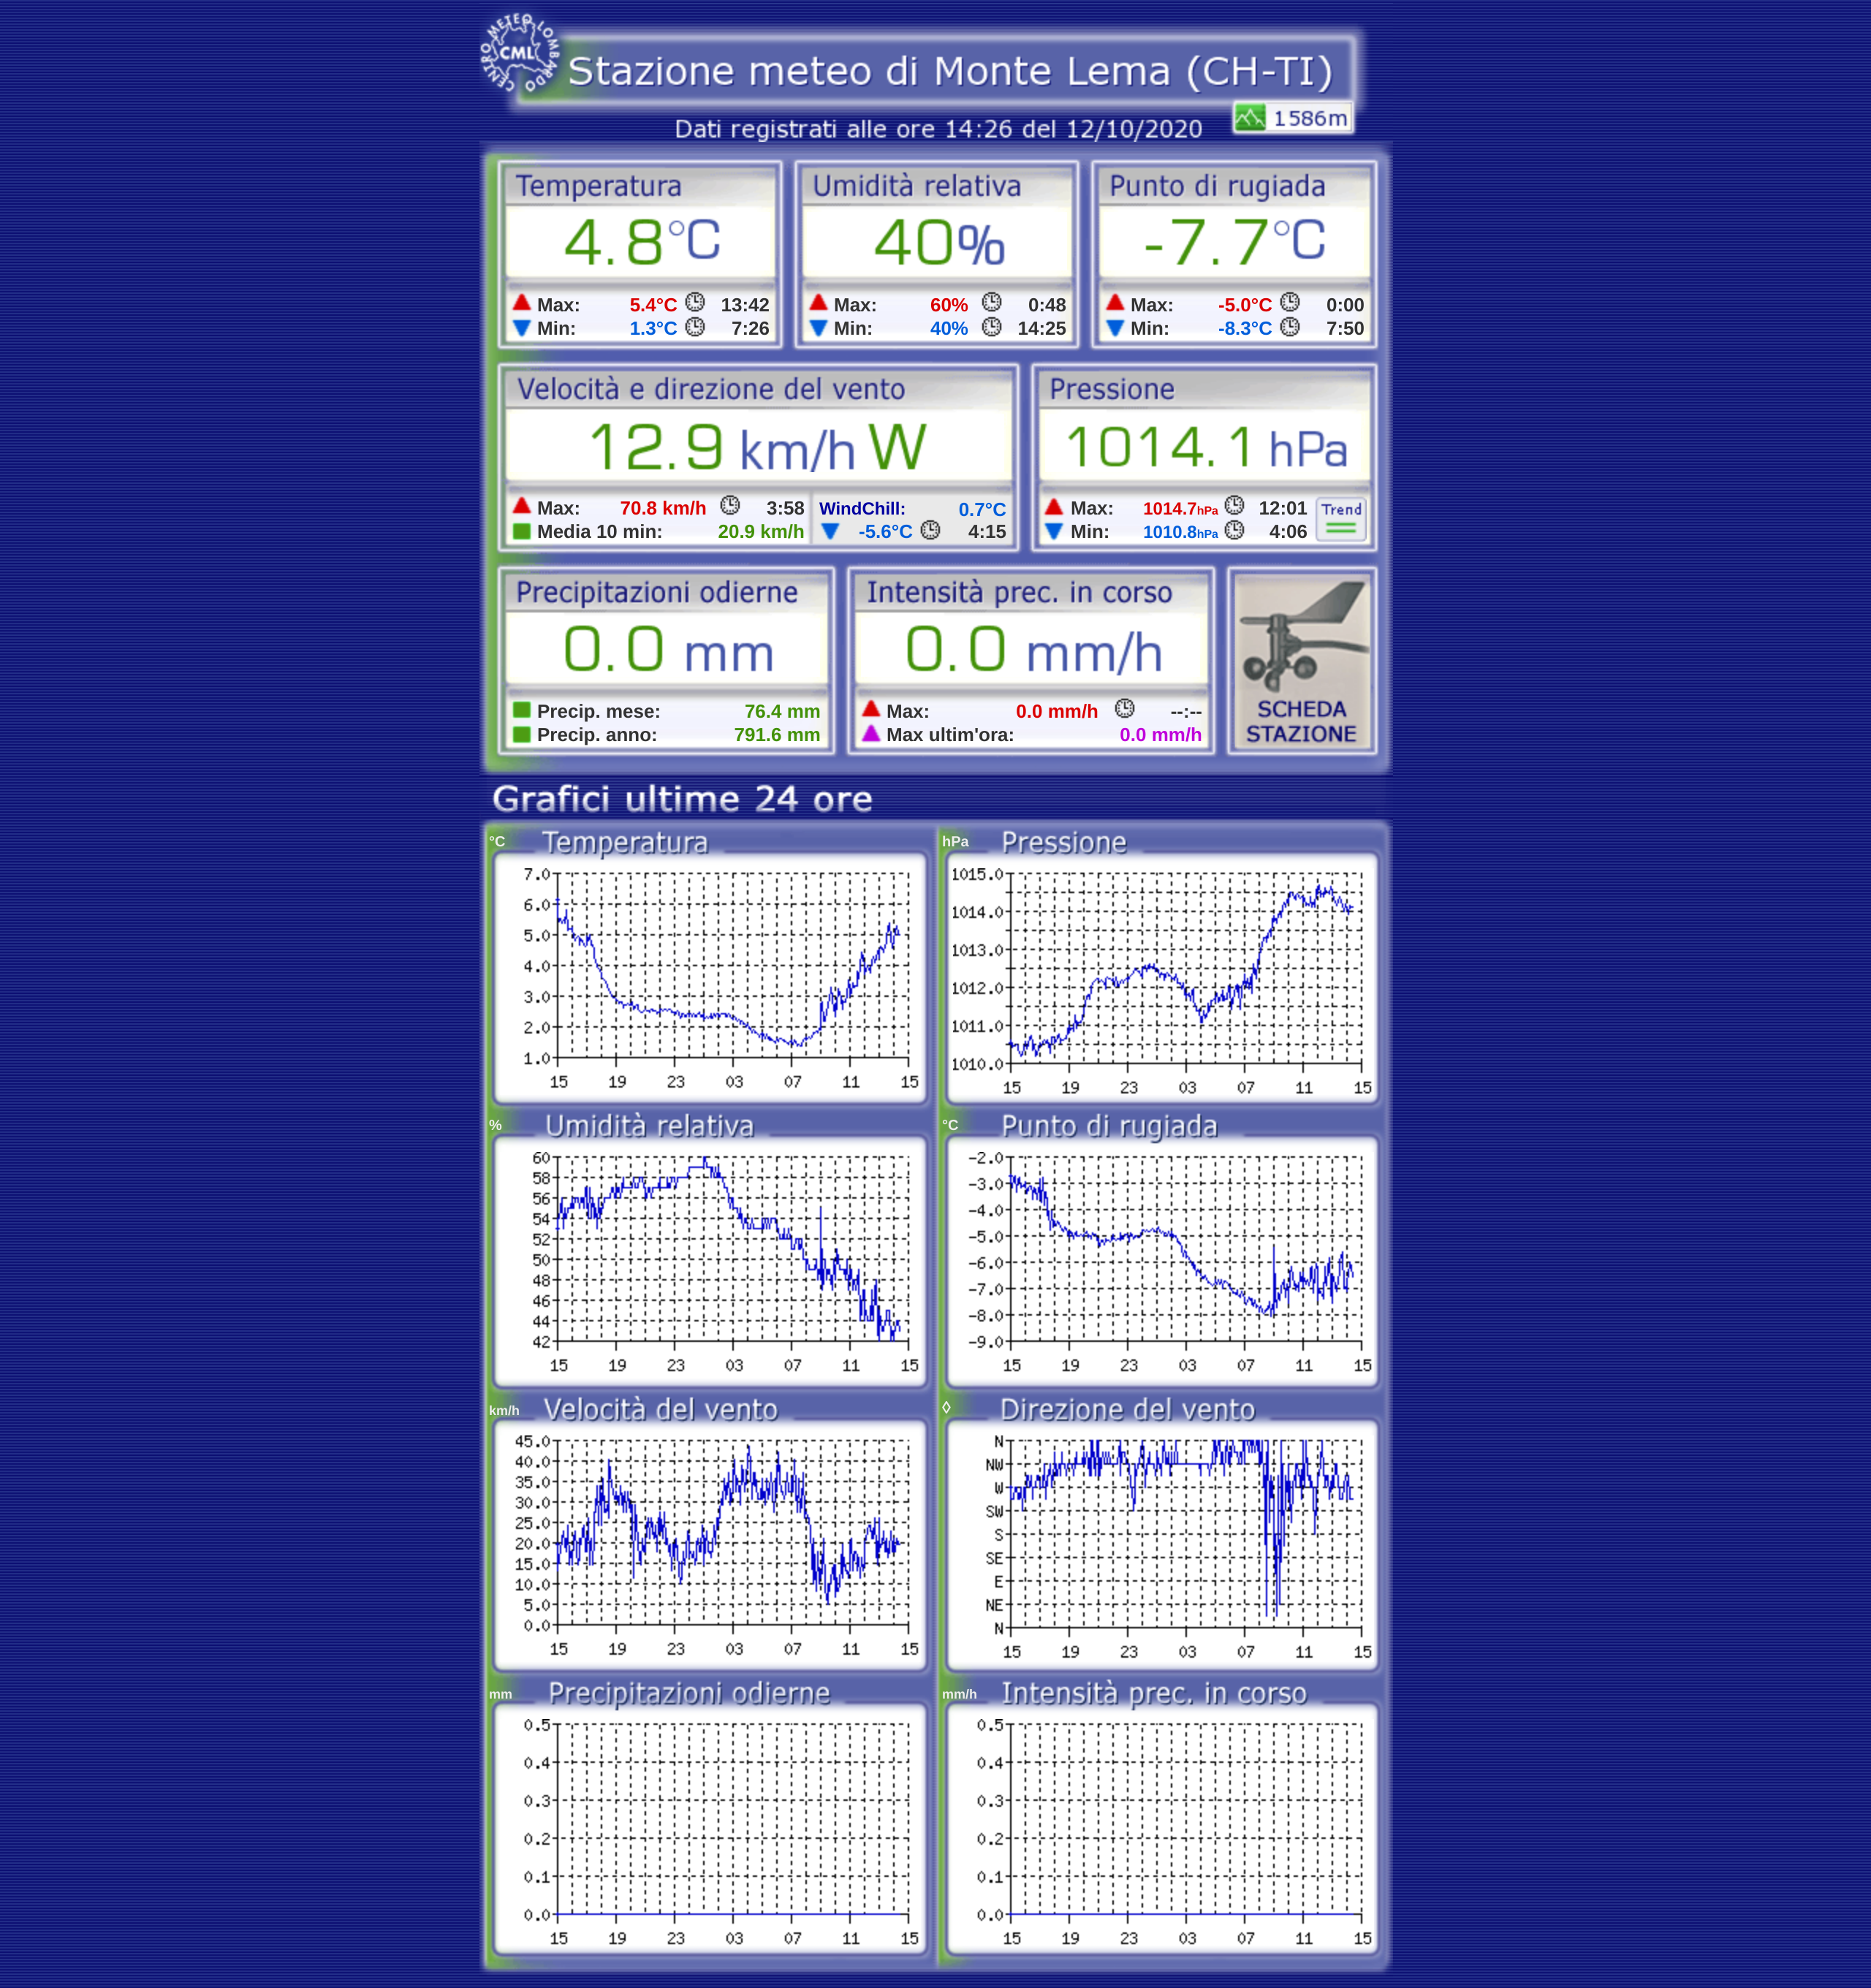 CENTRO METEO LOMBARDO
CML
Stazione meteo di Monte Lema (CH-TI)
1586m
Dati registrati alle ore 14:26 del 12/10/2020
Temperatura
4.8°C
Max: 5.4°C 13:42
Min: 1.3°C 7:26
Umidità relativa
40%
Max: 60% 0:48
Min: 40% 14:25
Punto di rugiada
-7.7°C
Max: -5.0°C 0:00
Min: -8.3°C 7:50
Velocità e direzione del vento
12.9 km/h W
Max: 70.8 km/h 3:58
Media 10 min: 20.9 km/h
WindChill: 0.7°C
-5.6°C 4:15
Pressione
1014.1 hPa
Max: 1014.7hPa 12:01
Min: 1010.8hPa 4:06
Trend
Precipitazioni odierne
0.0 mm
Precip. mese: 76.4 mm
Precip. anno: 791.6 mm
Intensità prec. in corso
0.0 mm/h
Max: 0.0 mm/h --:--
Max ultim'ora: 0.0 mm/h
SCHEDA
STAZIONE
Grafici ultime 24 ore
°C Temperatura
7.0
6.0
5.0
4.0
3.0
2.0
1.0
15 19 23 03 07 11 15
hPa Pressione
1015.0
1014.0
1013.0
1012.0
1011.0
1010.0
15 19 23 03 07 11 15
% Umidità relativa
60
58
56
54
52
50
48
46
44
42
15 19 23 03 07 11 15
°C Punto di rugiada
-2.0
-3.0
-4.0
-5.0
-6.0
-7.0
-8.0
-9.0
15 19 23 03 07 11 15
km/h Velocità del vento
45.0
40.0
35.0
30.0
25.0
20.0
15.0
10.0
5.0
0.0
15 19 23 03 07 11 15
◊ Direzione del vento
N
NW
W
SW
S
SE
E
NE
N
15 19 23 03 07 11 15
mm Precipitazioni odierne
0.5
0.4
0.3
0.2
0.1
0.0
15 19 23 03 07 11 15
mm/h Intensità prec. in corso
0.5
0.4
0.3
0.2
0.1
0.0
15 19 23 03 07 11 15